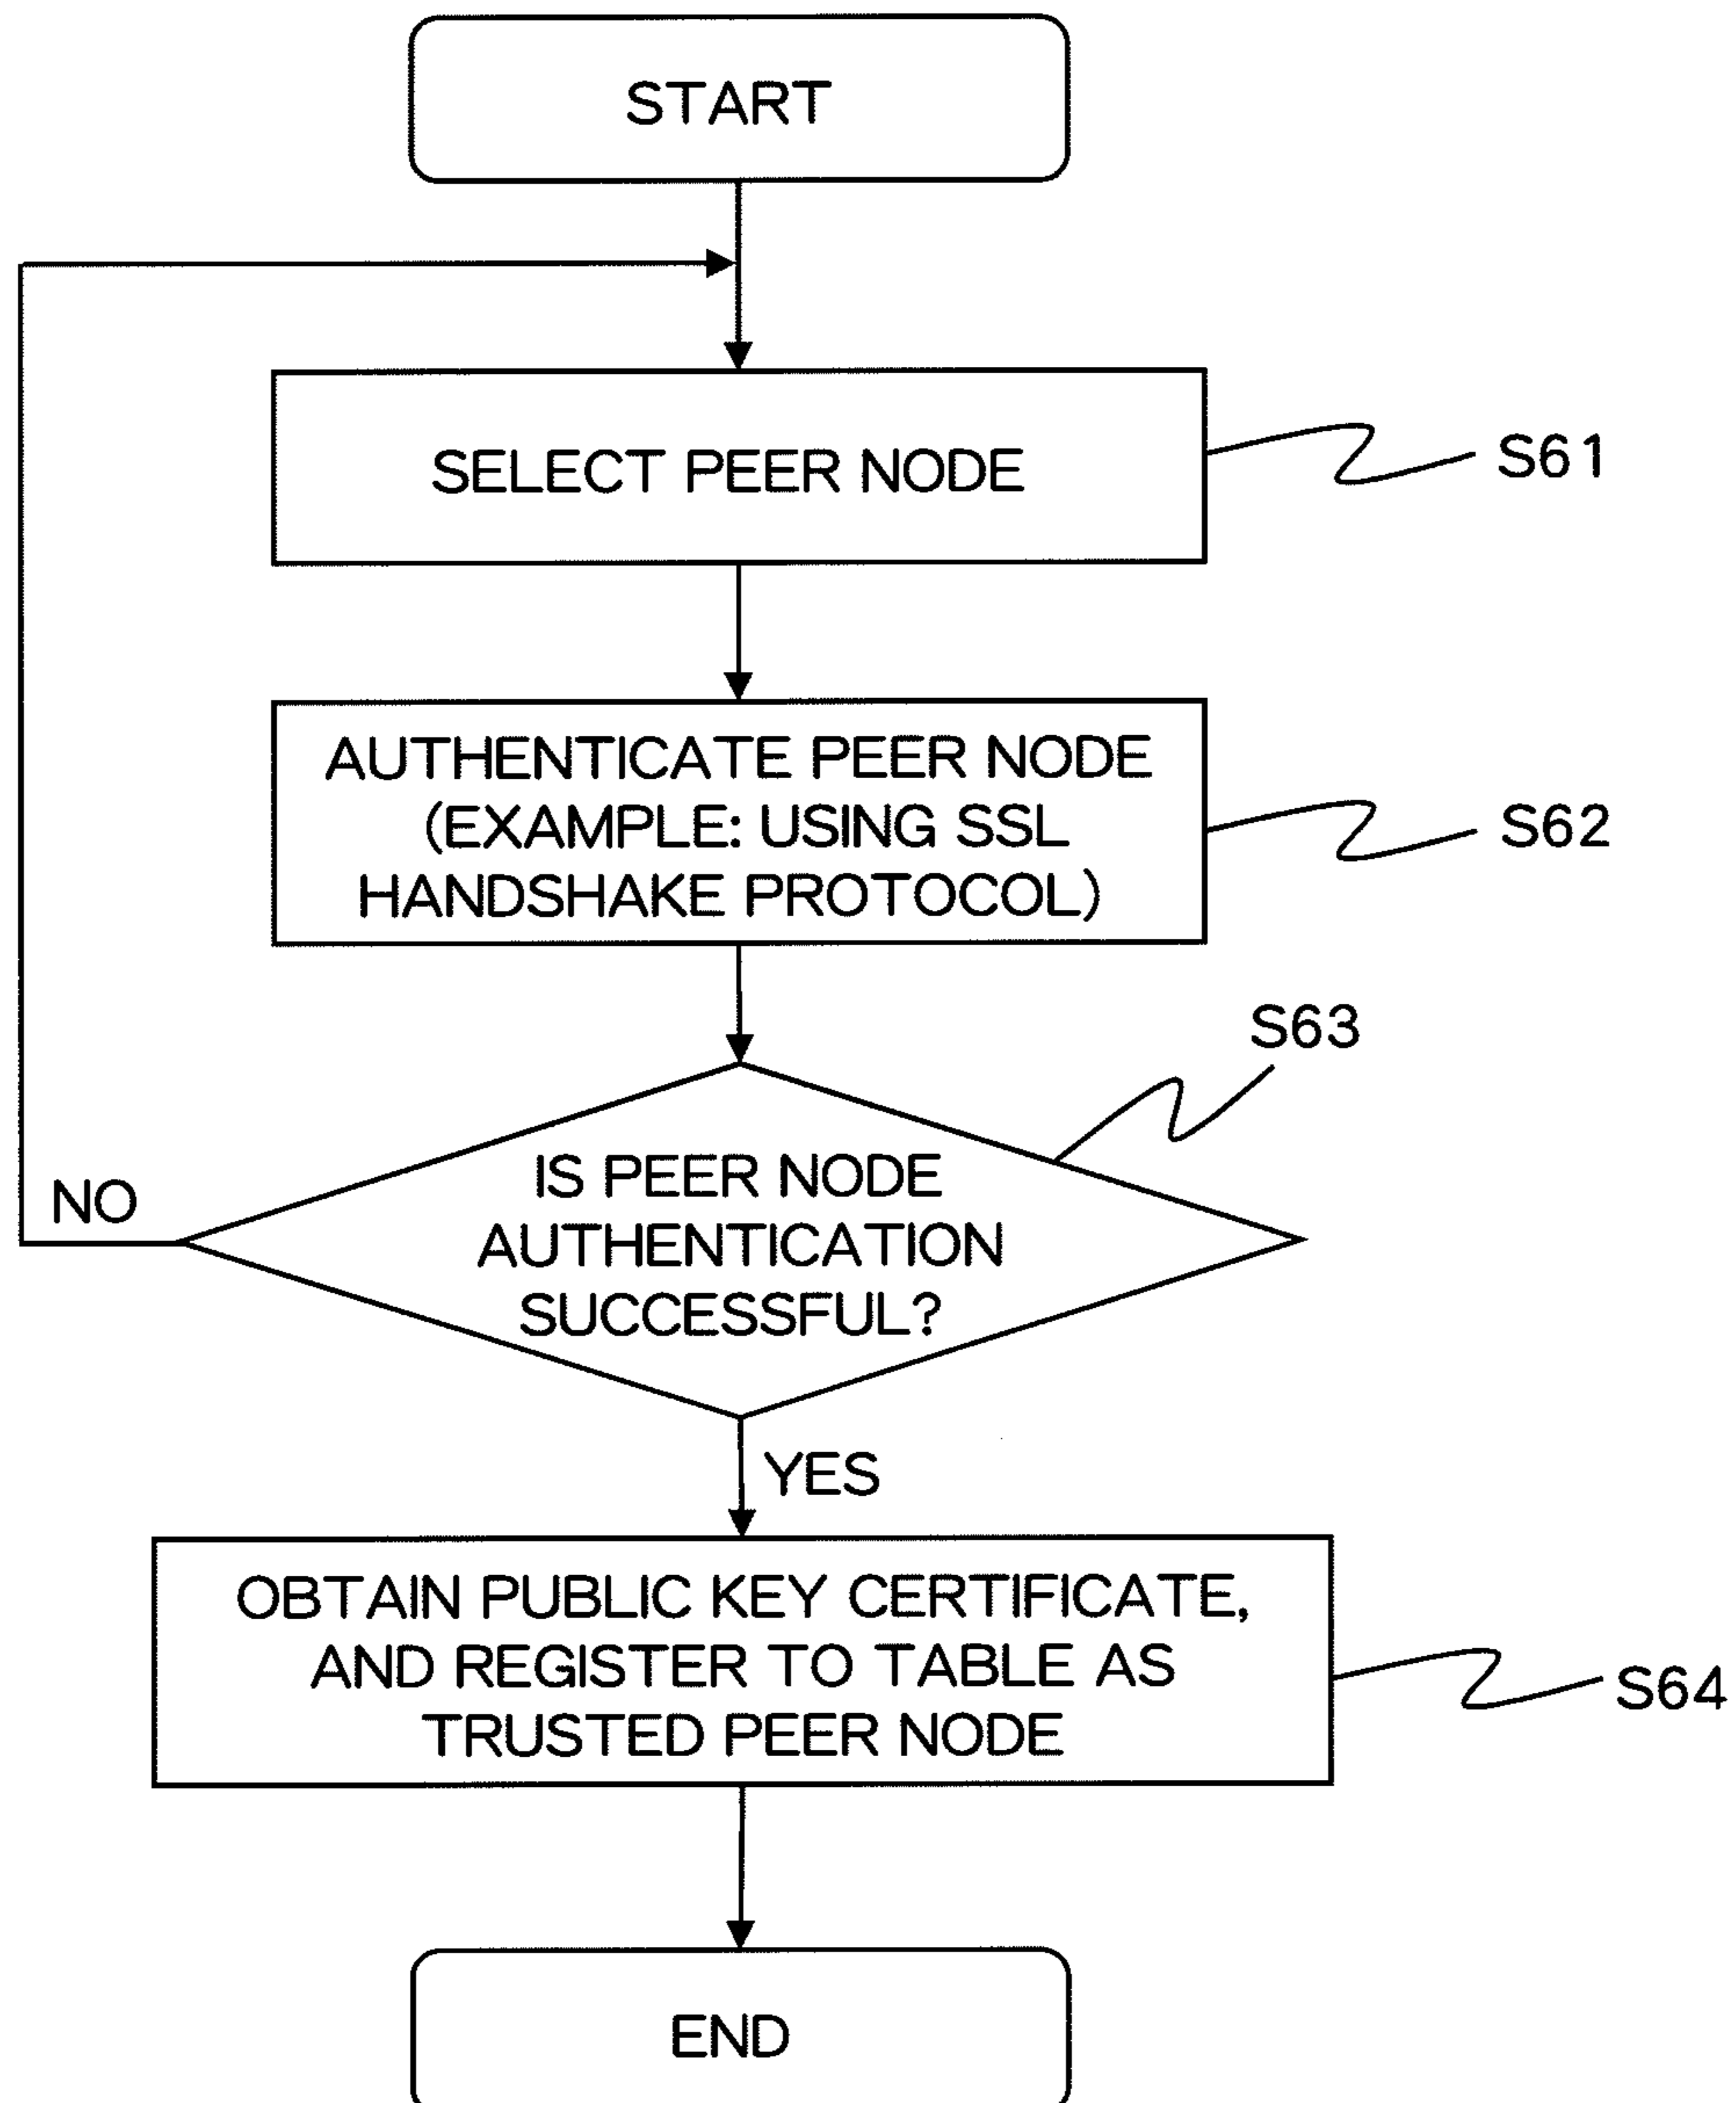 START
SELECT PEER NODE
S61
AUTHENTICATE PEER NODE
(EXAMPLE: USING SSL
HANDSHAKE PROTOCOL)
S62
S63
IS PEER NODE
AUTHENTICATION
SUCCESSFUL?
NO
YES
OBTAIN PUBLIC KEY CERTIFICATE,
AND REGISTER TO TABLE AS
TRUSTED PEER NODE
S64
END